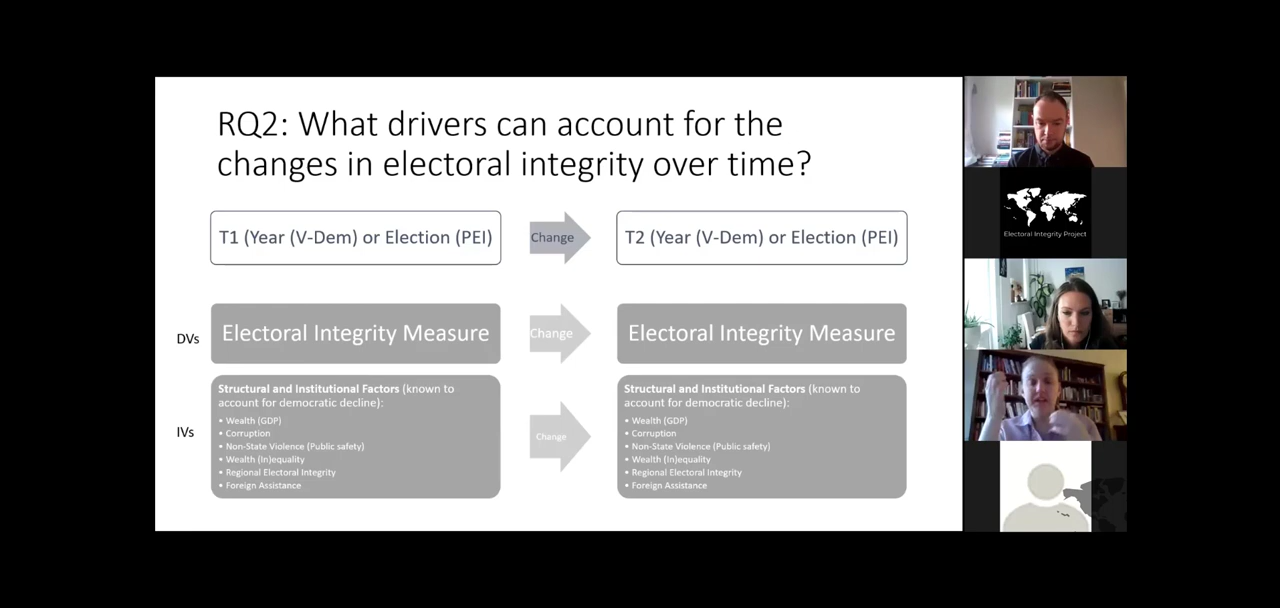 RQ2: What drivers can account for the
changes in electoral integrity over time?
T1 (Year (V-Dem) or Election (PEI)
Change
T2 (Year (V-Dem) or Election (PEI)
DVs
Electoral Integrity Measure
Change
Electoral Integrity Measure
IVs
Structural and Institutional Factors (known to
account for democratic decline):
• Wealth (GDP)
• Corruption
• Non-State Violence (Public safety)
• Wealth (In)equality
• Regional Electoral Integrity
• Foreign Assistance
Change
Structural and Institutional Factors (known to
account for democratic decline):
• Wealth (GDP)
• Corruption
• Non-State Violence (Public safety)
• Wealth (In)equality
• Regional Electoral Integrity
• Foreign Assistance
Electoral Integrity Project